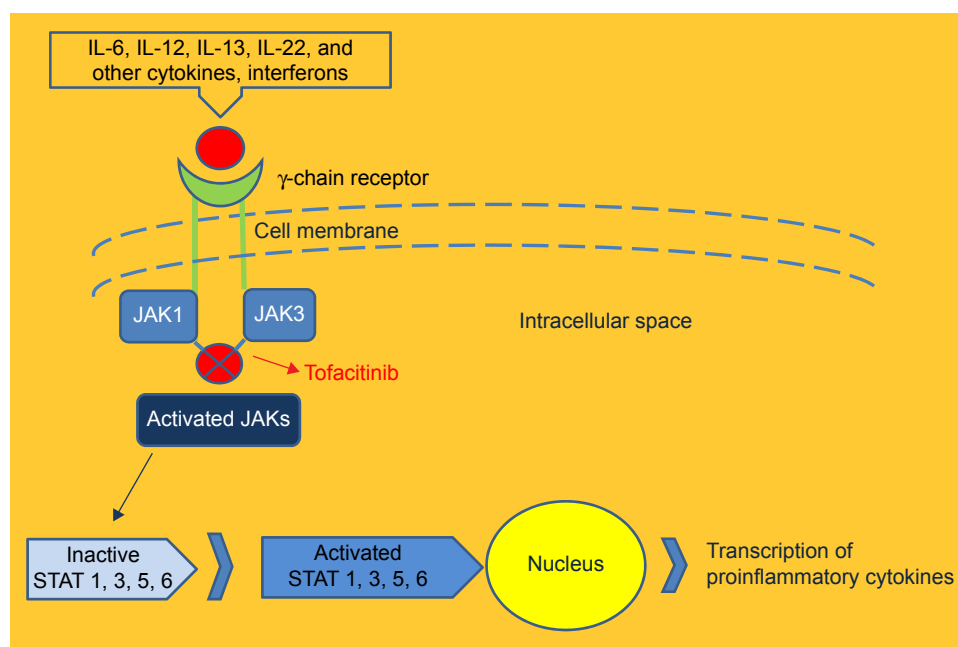 IL-6, IL-12, IL-13, IL-22, and
other cytokines, interferons
γ-chain receptor
Cell membrane
JAK1
JAK3
Intracellular space
Tofacitinib
Activated JAKs
Inactive
STAT 1, 3, 5, 6
Activated
STAT 1, 3, 5, 6
Nucleus
Transcription of
proinflammatory cytokines